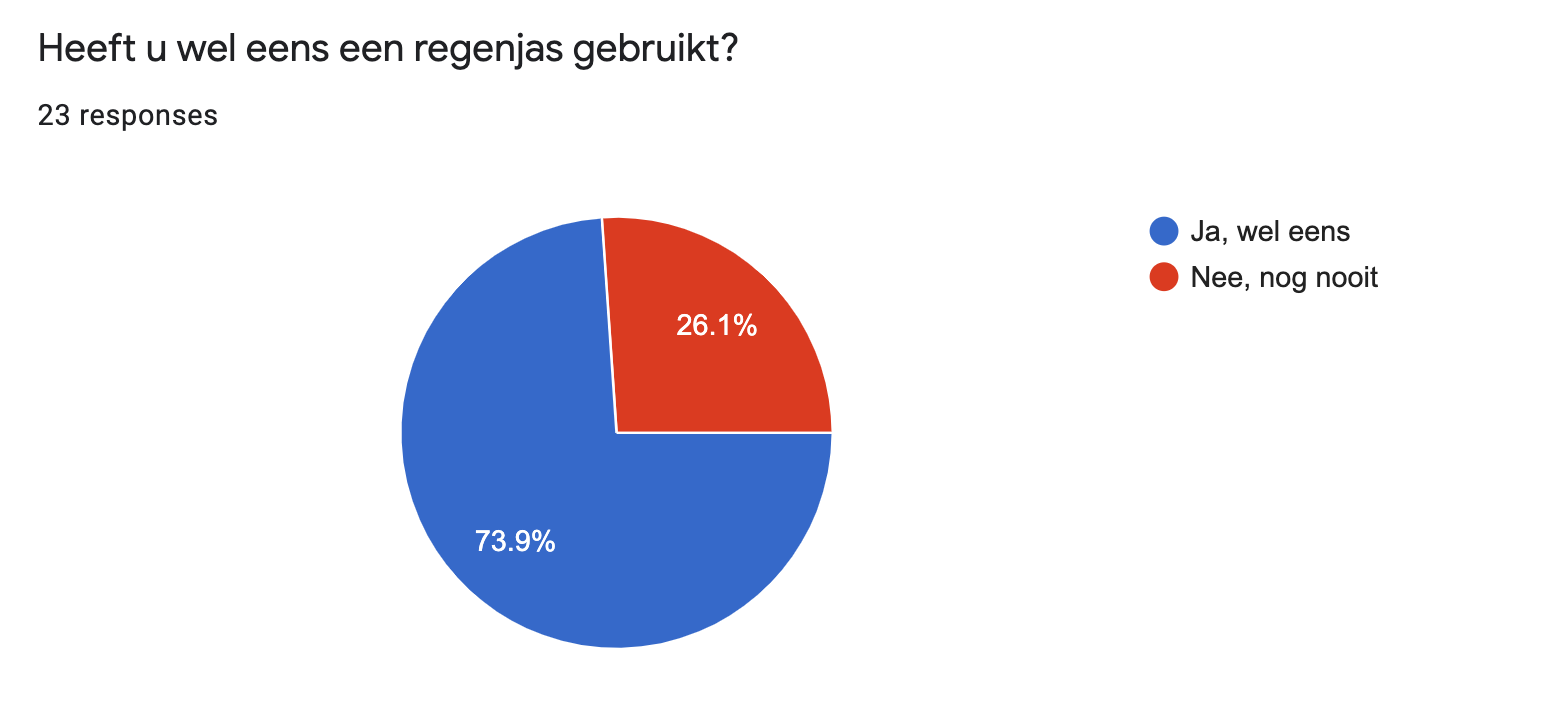 Heeft u wel eens een regenjas gebruikt?
23 responses
Ja, wel eens
Nee, nog nooit
26.1%
73.9%